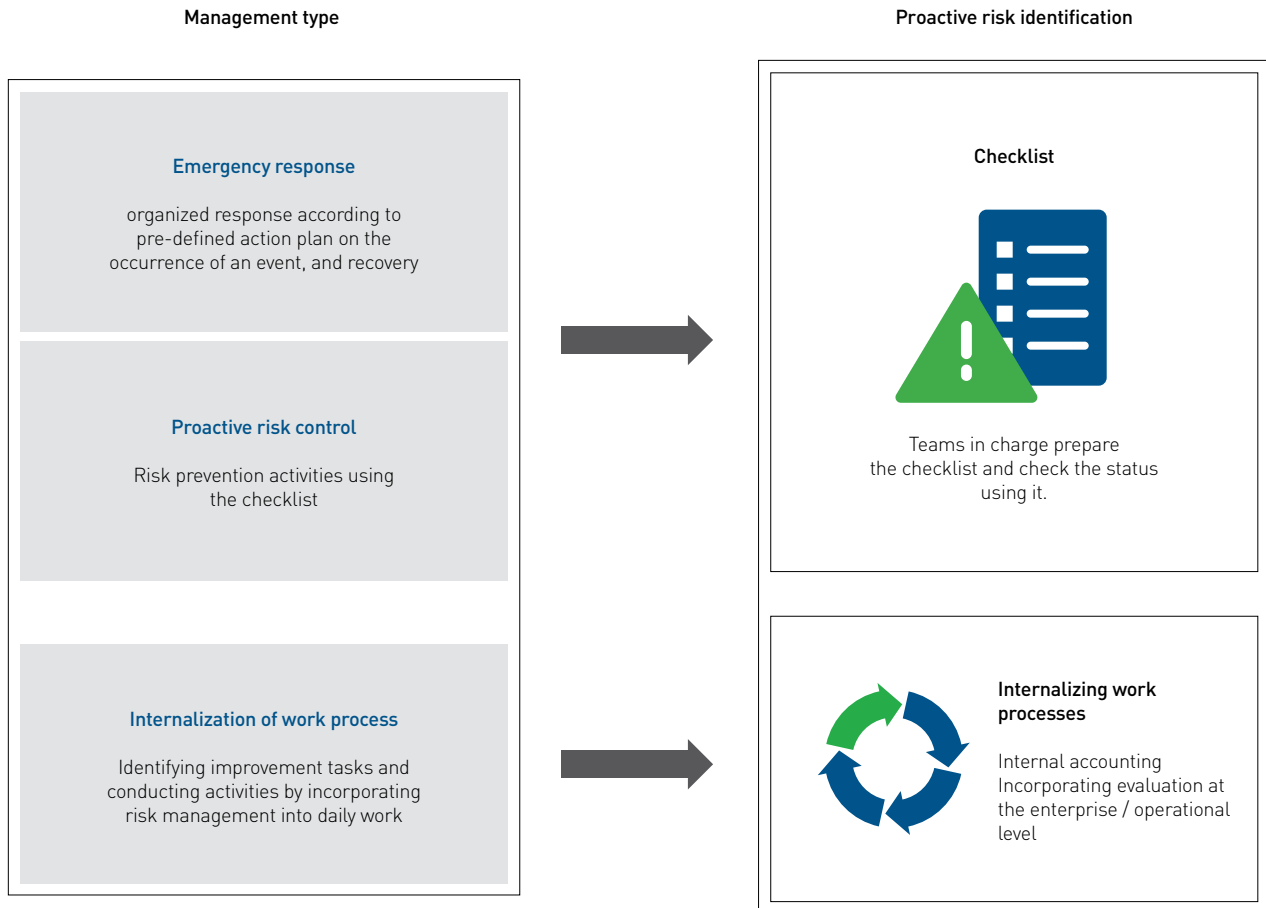 Management type
Emergency response
organized response according to
pre-defined action plan on the
occurrence of an event, and recovery
Proactive risk control
Risk prevention activities using
the checklist
Internalization of work process
Identifying improvement tasks and
conducting activities by incorporating
risk management into daily work
Proactive risk identification
Checklist
Teams in charge prepare
the checklist and check the status
using it.
Internalizing work
processes
Internal accounting
Incorporating evaluation at
the enterprise / operational
level